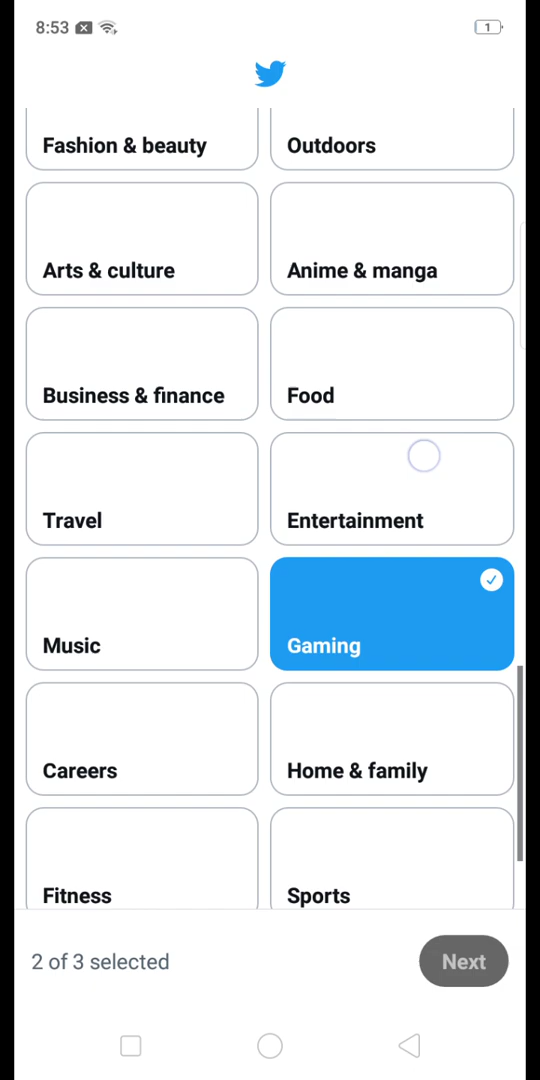 8:53
1
Fashion & beauty
Outdoors
Arts & culture
Anime & manga
Business & finance
Food
Travel
Entertainment
Music
Gaming
Careers
Home & family
Fitness
Sports
2 of 3 selected
Next